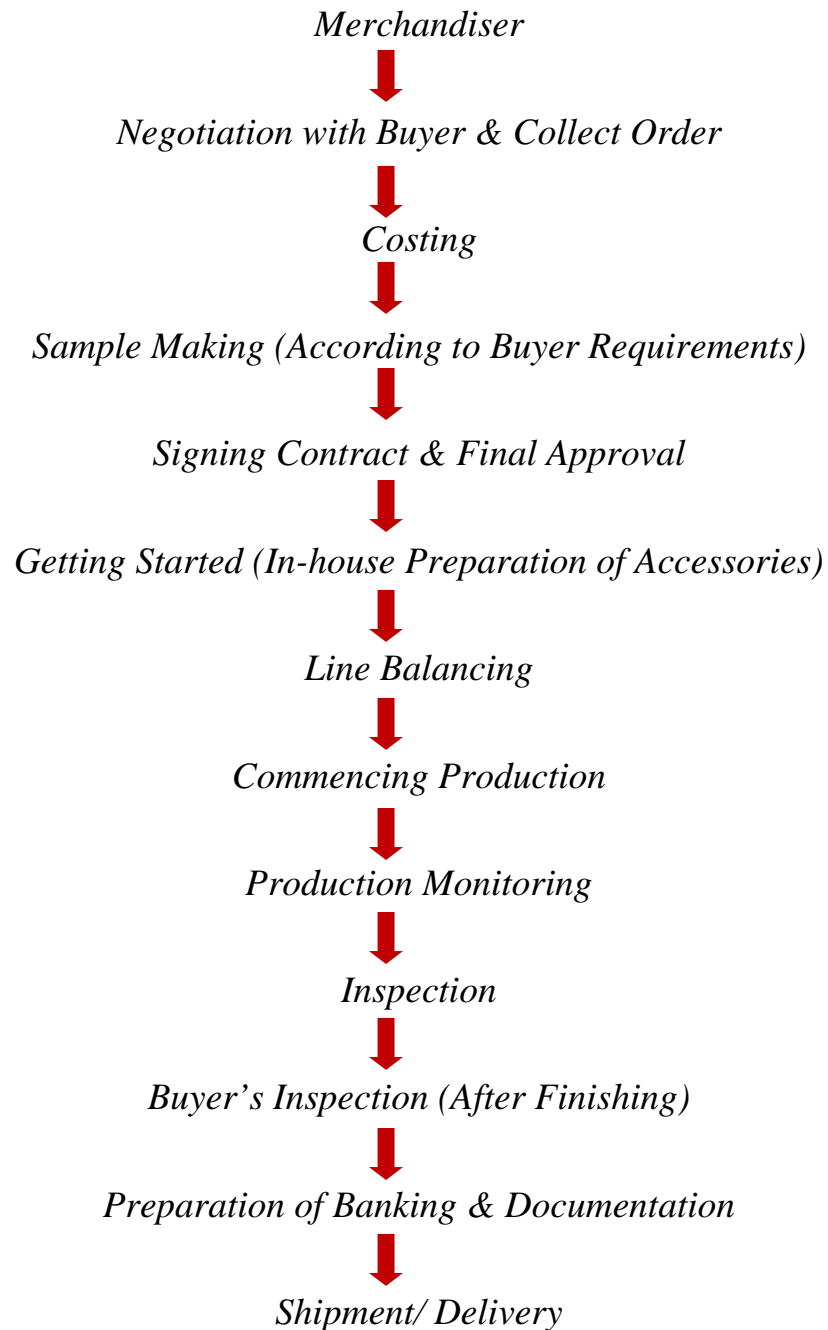 Merchandiser
Negotiation with Buyer & Collect Order
Costing
Sample Making (According to Buyer Requirements)
Signing Contract & Final Approval
Getting Started (In-house Preparation of Accessories)
Line Balancing
Commencing Production
Production Monitoring
Inspection
Buyer’s Inspection (After Finishing)
Preparation of Banking & Documentation
Shipment/ Delivery